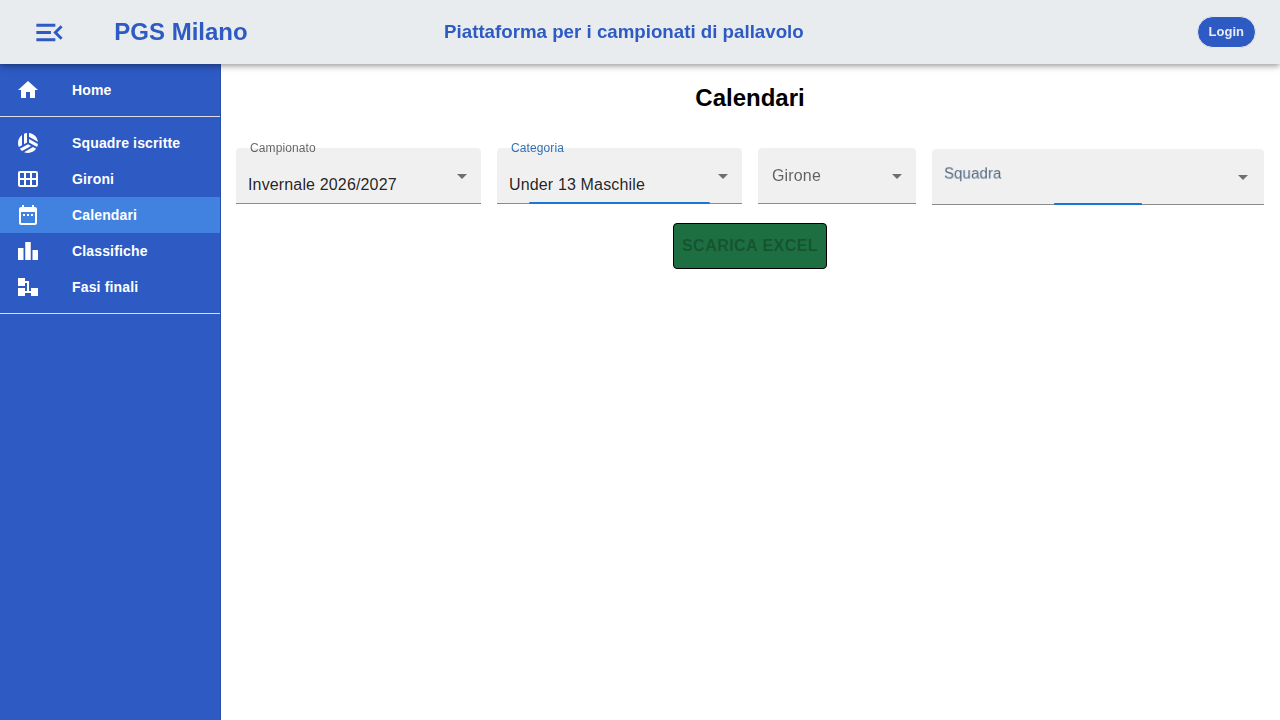 PGS Milano
Piattaforma per i campionati di pallavolo
Login
Home
Squadre iscritte
Gironi
Calendari
Classifiche
Fasi finali
Calendari
Campionato
Invernale 2026/2027
Categoria
Under 13 Maschile
Girone
Squadra
SCARICA EXCEL